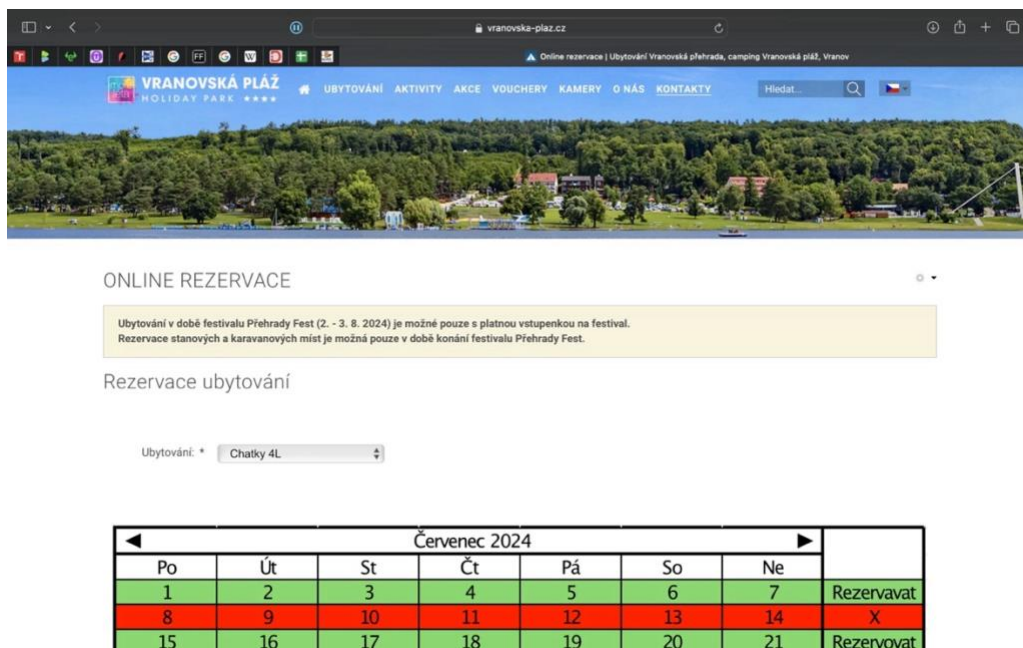 vranovska-plaz.cz
Online rezervace | Ubytování Vranovská přehrada, camping Vranovská pláž, Vranov
VRANOVSKÁ PLÁŽ
HOLIDAY PARK ★★★★
UBYTOVÁNÍ AKTIVITY AKCE VOUCHERY KAMERY O NÁS KONTAKTY
Hledat...
ONLINE REZERVACE
Ubytování v době festivalu Přehrady Fest (2. - 3. 8. 2024) je možné pouze s platnou vstupenkou na festival.
Rezervace stanových a karavanových míst je možná pouze v době konání festivalu Přehrady Fest.
Rezervace ubytování
Ubytování: * Chatky 4L
Červenec 2024
Po Út St Čt Pá So Ne
1 2 3 4 5 6 7 Rezervavat
8 9 10 11 12 13 14 X
15 16 17 18 19 20 21 Rezervovat